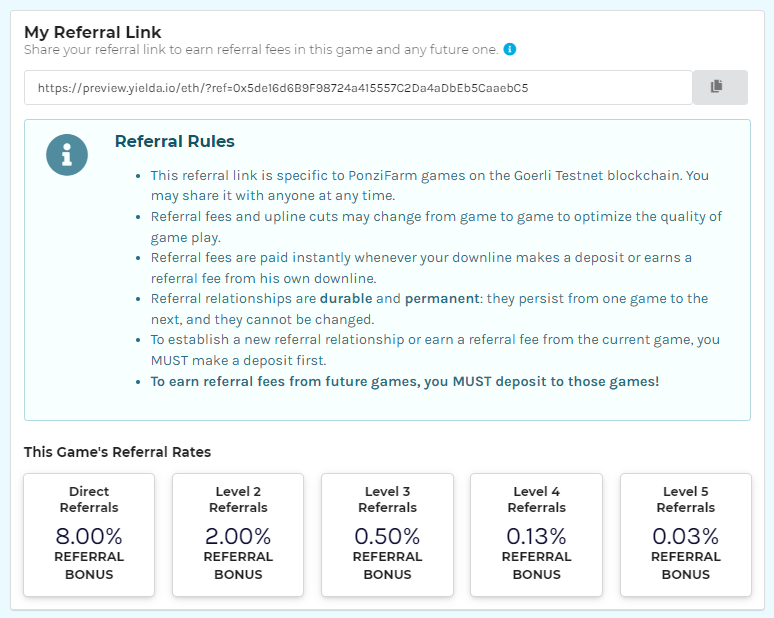 My Referral Link
Share your referral link to earn referral fees in this game and any future one.
https://preview.yielda.io/eth/?ref=0x5de16d6B9F98724a415557C2Da4aDbEb5CaaebC5
Referral Rules
• This referral link is specific to PonziFarm games on the Goerli Testnet blockchain. You
may share it with anyone at any time.
• Referral fees and upline cuts may change from game to game to optimize the quality of
game play.
• Referral fees are paid instantly whenever your downline makes a deposit or earns a
referral fee from his own downline.
• Referral relationships are durable and permanent: they persist from one game to the
next, and they cannot be changed.
• To establish a new referral relationship or earn a referral fee from the current game, you
MUST make a deposit first.
• To earn referral fees from future games, you MUST deposit to those games!
This Game's Referral Rates
Direct
Referrals
8.00%
REFERRAL
BONUS
Level 2
Referrals
2.00%
REFERRAL
BONUS
Level 3
Referrals
0.50%
REFERRAL
BONUS
Level 4
Referrals
0.13%
REFERRAL
BONUS
Level 5
Referrals
0.03%
REFERRAL
BONUS